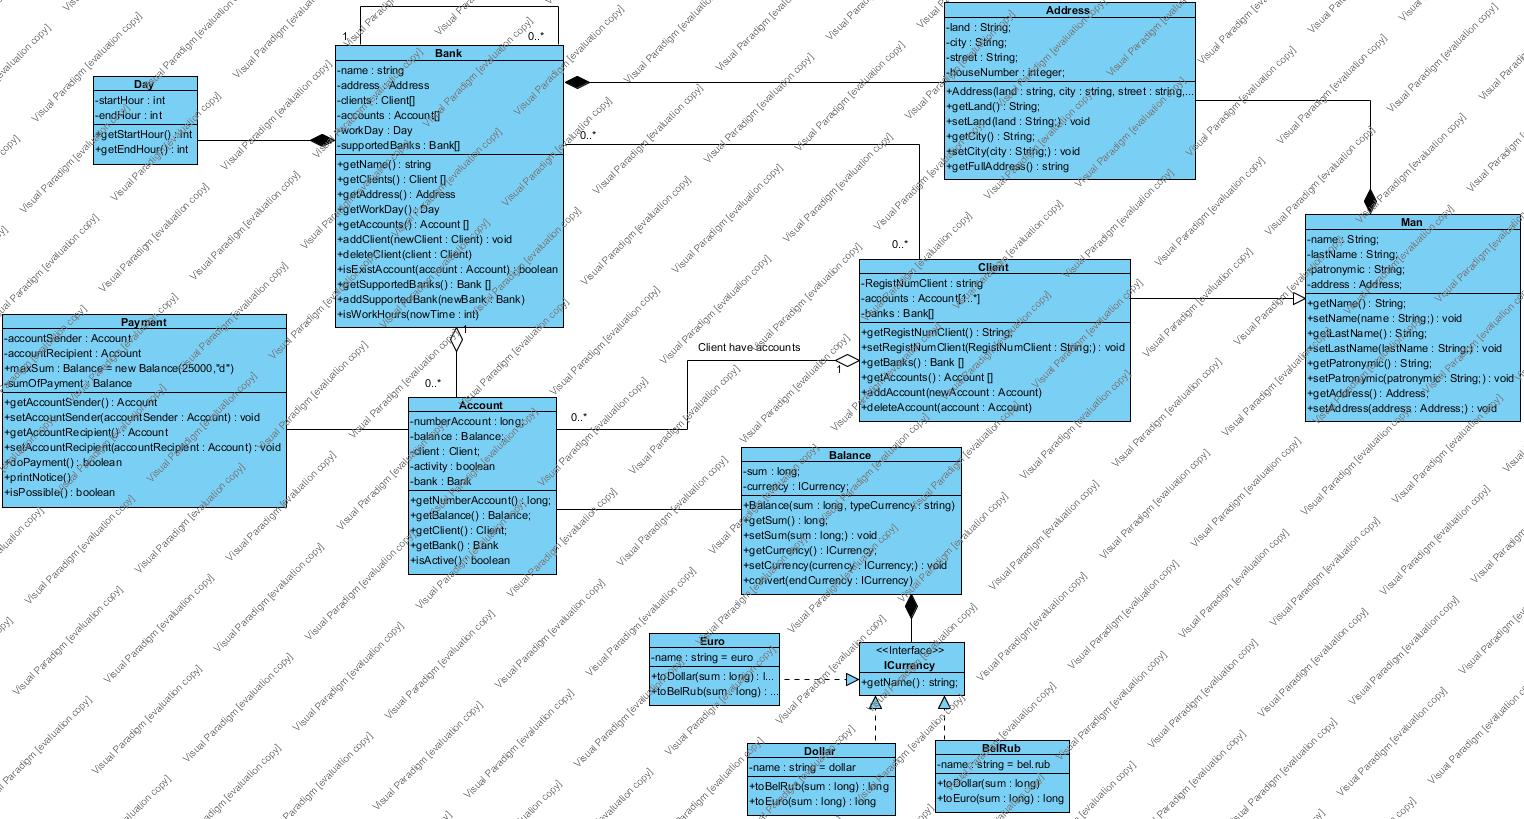 1
0..*
Bank
-name : string
-address : Address
-clients : Client[]
-accounts : Account[]
-workDay : Day
-supportedBanks : Bank[]
+getName() : string
+getClients() : Client []
+getAddress() : Address
+getWorkDay() : Day
+getAccounts() : Account []
+addClient(newClient : Client) : void
+deleteClient(client : Client)
+isExistAccount(account : Account) : boolean
+getSupportedBanks() : Bank []
+addSupportedBank(newBank : Bank)
+isWorkHours(nowTime : int)
Day
-startHour : int
-endHour : int
+getStartHour() : int
+getEndHour() : int
Address
-land : String;
-city : String;
-street : String;
-houseNumber : integer;
+Address(land : string, city : string, street : string,...
+getLand() : String;
+setLand(land : String;) : void
+getCity() : String;
+setCity(city : String;) : void
+getFullAddress() : string
0..*
0..*
Man
-name : String;
-lastName : String;
-patronymic : String;
-address : Address;
+getName() : String;
+setName(name : String;) : void
+getLastName() : String;
+setLastName(lastName : String;) : void
+getPatronymic() : String;
+setPatronymic(patronymic : String;) : void
+getAddress() : Address;
+setAddress(address : Address;) : void
Client
-RegistNumClient : string
-accounts : Account[1..*]
-banks : Bank[]
+getRegistNumClient() : String;
+setRegistNumClient(RegistNumClient : String;) : void
+getBanks() : Bank []
+getAccounts() : Account []
+addAccount(newAccount : Account)
+deleteAccount(account : Account)
Payment
-accountSender : Account
-accountRecipient : Account
+maxSum : Balance = new Balance(25000,"d")
-sumOfPayment : Balance
+getAccountSender() : Account
+setAccountSender(accountSender : Account) : void
+getAccountRecipient() : Account
+setAccountRecipient(accountRecipient : Account) : void
+doPayment() : boolean
+printNotice()
+isPossible() : boolean
1
0..*
Client have accounts
1
0..*
Account
-numberAccount : long;
-balance : Balance;
-client : Client;
-activity : boolean
-bank : Bank
+getNumberAccount() : long;
+getBalance() : Balance;
+getClient() : Client;
+getBank() : Bank
+isActive() : boolean
Balance
-sum : long;
-currency : ICurrency;
+Balance(sum : long, typeCurrency : string)
+getSum() : long;
+setSum(sum : long;) : void
+getCurrency() : ICurrency;
+setCurrency(currency : ICurrency;) : void
+convert(endCurrency : ICurrency)
Euro
-name : string = euro
+toDollar(sum : long) : l...
+toBelRub(sum : long) : ...
<<Interface>>
ICurrency
+getName() : string;
Dollar
-name : string = dollar
+toBelRub(sum : long) : long
+toEuro(sum : long) : long
BelRub
-name : string = bel.rub
+toDollar(sum : long)
+toEuro(sum : long) : long
Visual Paradigm [evaluation copy]